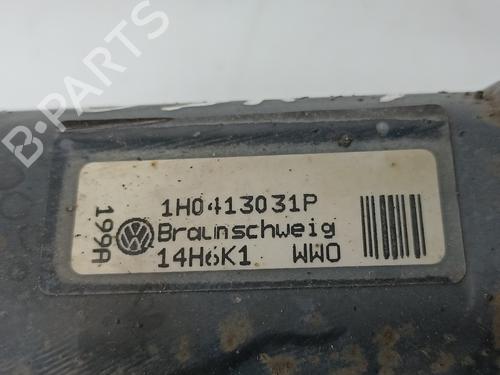 B-PARTS
1H0413031P
Braunschweig
14H6K1 WWO
199A